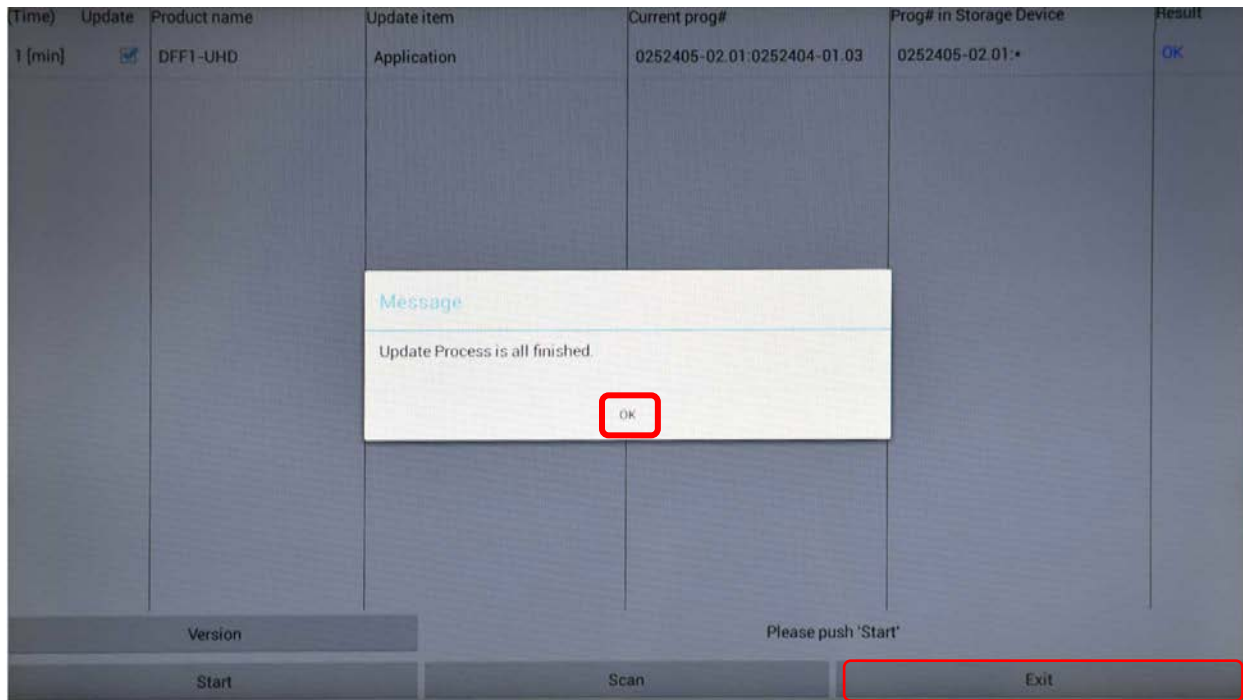 (Time) Update Product name Update item Current prog# Prog# in Storage Device Result
1 [min] DFF1-UHD Application 0252405-02.01:0252404-01.03 0252405-02.01:* OK
Message
Update Process is all finished.
OK
Version Please push 'Start'
Start Scan Exit